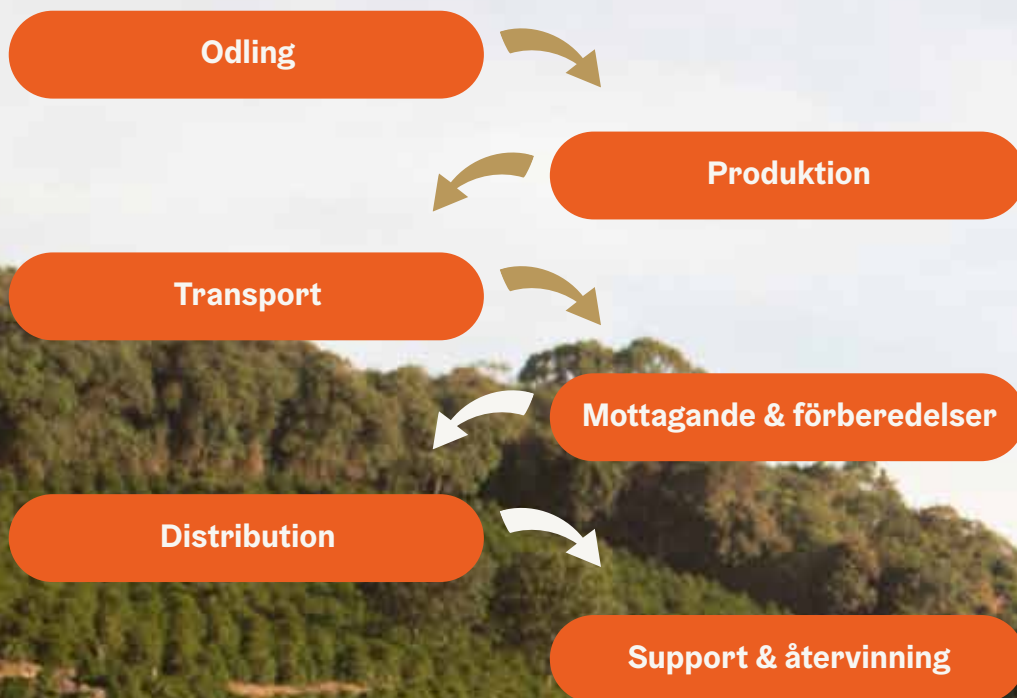 Odling
Produktion
Transport
Mottagande & förberedelser
Distribution
Support & återvinning